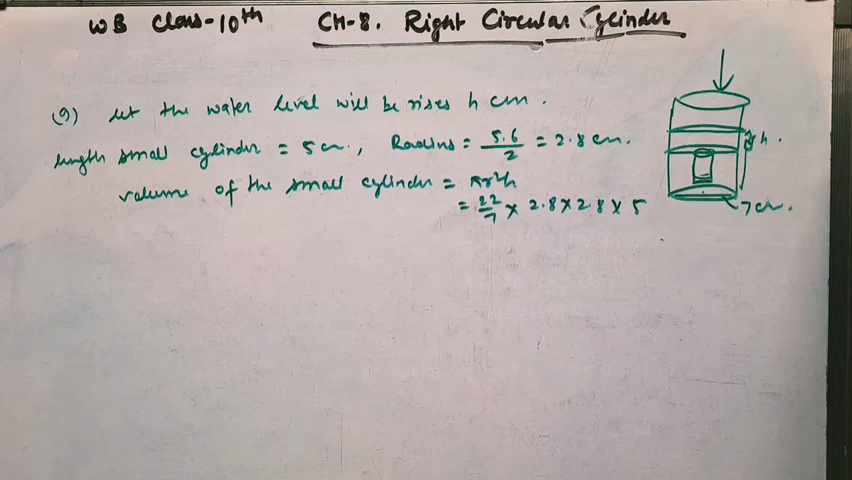 WB Class-10th CH-8. Right Circular Cylinder
(9) let the water level will be rises h cm.
length small cylinder = 5 cm, Radius = 5.6/2 = 2.8 cm.
volume of the small cylinder = πr²h
= 22/7 × 2.8 × 2.8 × 5
h.
7 cm.